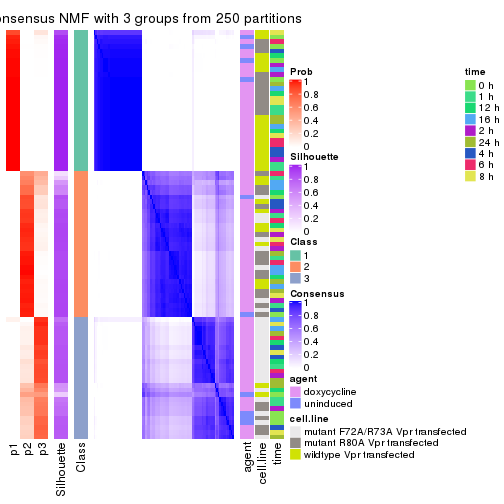 onsensus NMF with 3 groups from 250 partitions
Prob
1
0.8
0.6
0.4
0.2
0
Silhouette
1
0.8
0.6
0.4
0.2
0
Class
1
2
3
Consensus
1
0.8
0.6
0.4
0.2
0
agent
doxycycline
uninduced
cell.line
mutant F72A/R73A Vpr transfected
mutant R80A Vpr transfected
wildtype Vpr transfected
time
0 h
10 h
12 h
16 h
2 h
24 h
4 h
6 h
8 h
p1
p2
p3
Silhouette
Class
agent
cell.line
time